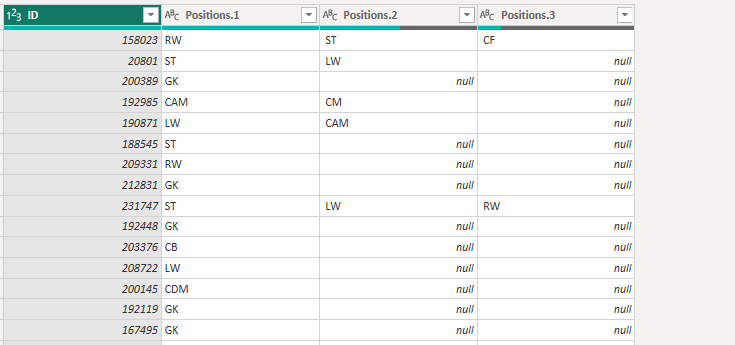 123 ID ABC Positions.1 ABC Positions.2 ABC Positions.3
158023 RW ST CF
20801 ST LW null
200389 GK null null
192985 CAM CM null
190871 LW CAM null
188545 ST null null
209331 RW null null
212831 GK null null
231747 ST LW RW
192448 GK null null
203376 CB null null
208722 LW null null
200145 CDM null null
192119 GK null null
167495 GK null null